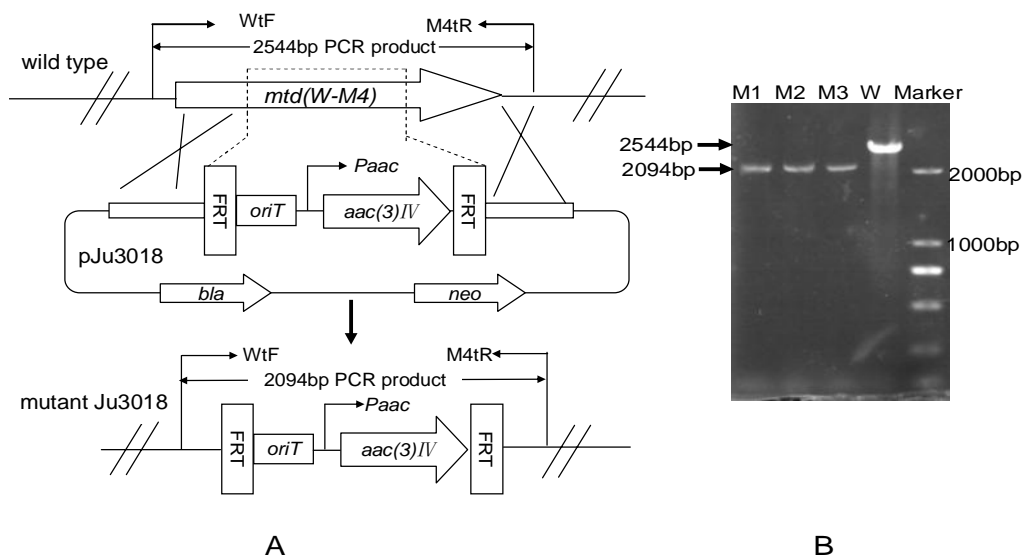 WtF
M4tR
2544bp PCR product
wild type
mtd(W-M4)
Paac
FRT
oriT
aac(3)IV
FRT
pJu3018
bla
neo
WtF
M4tR
2094bp PCR product
mutant Ju3018
Paac
FRT
oriT
aac(3)IV
FRT
A
M1 M2 M3 W Marker
2544bp
2094bp
2000bp
1000bp
B